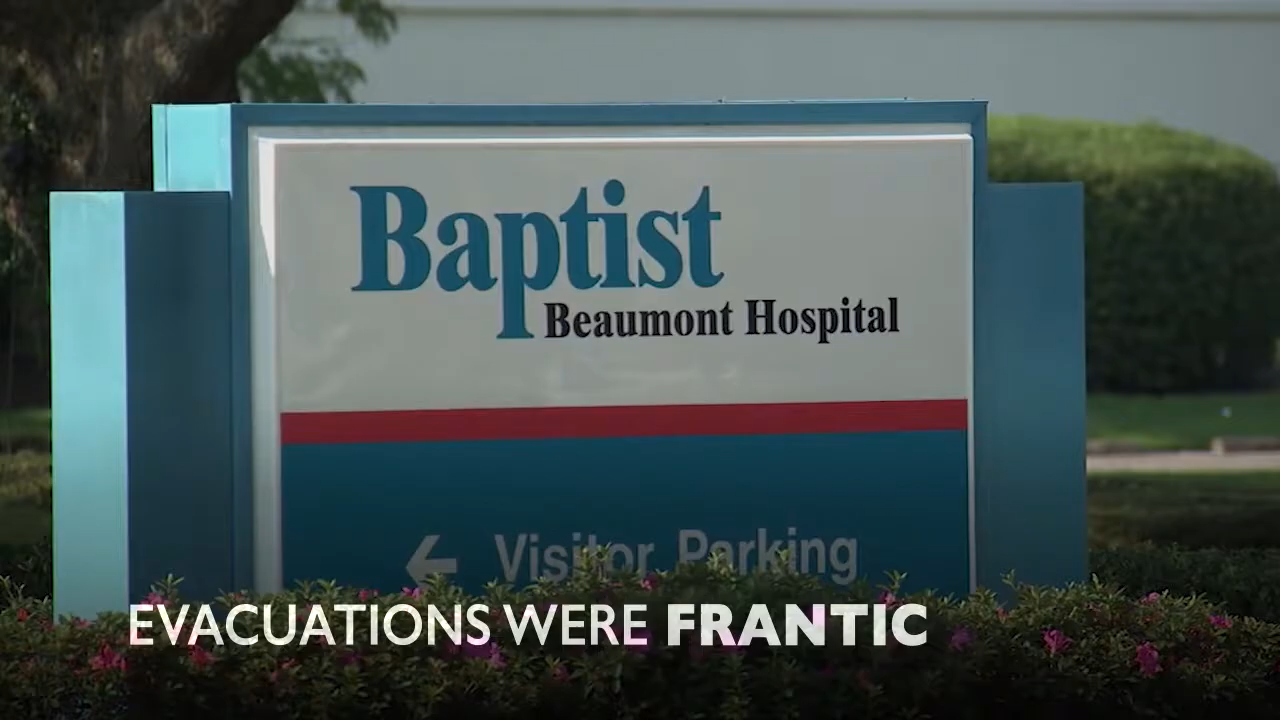 Baptist
Beaumont Hospital
← Visitor Parking
EVACUATIONS WERE FRANTIC